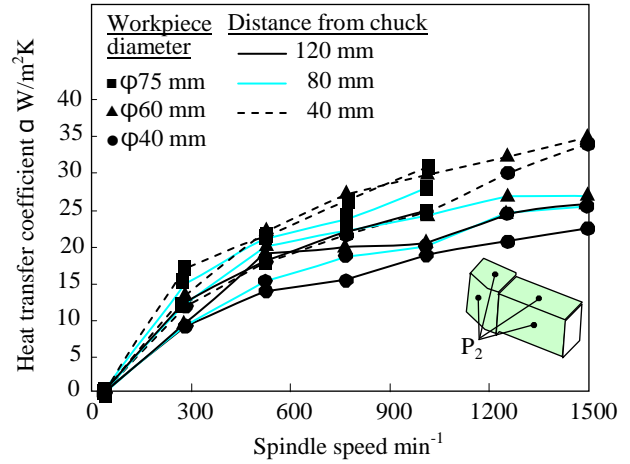 Workpiece diameter
Distance from chuck
φ75 mm
φ60 mm
φ40 mm
120 mm
80 mm
40 mm
Heat transfer coefficient ɑ W/m²K
40
35
30
25
20
15
10
5
0
0
300
600
900
1200
1500
Spindle speed min⁻¹
P₂